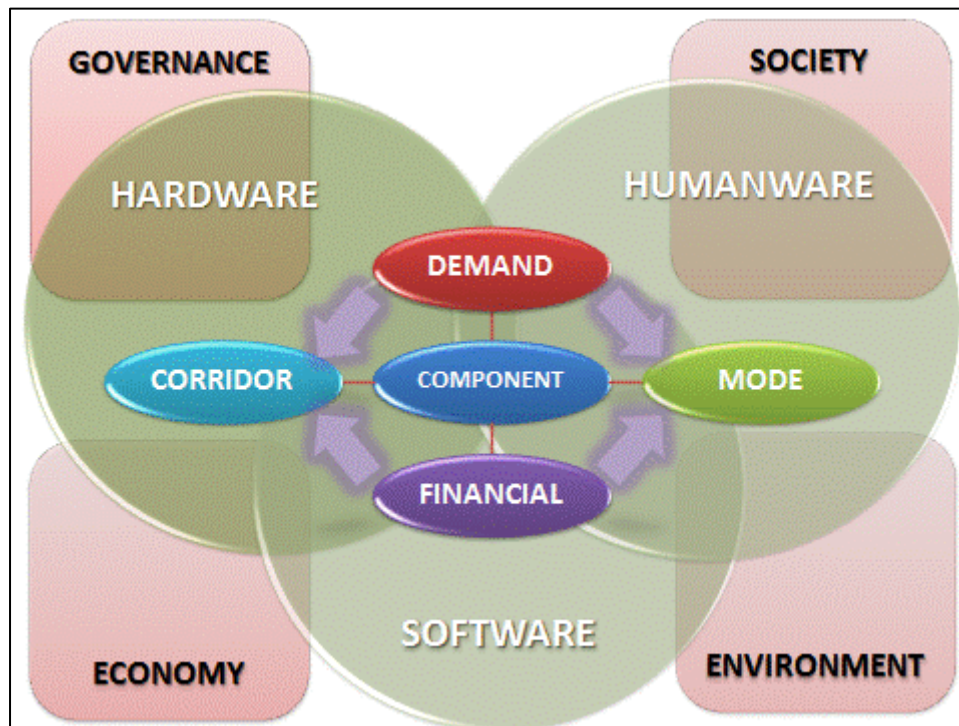 GOVERNANCE
SOCIETY
HARDWARE
HUMANWARE
DEMAND
CORRIDOR
COMPONENT
MODE
FINANCIAL
SOFTWARE
ECONOMY
ENVIRONMENT